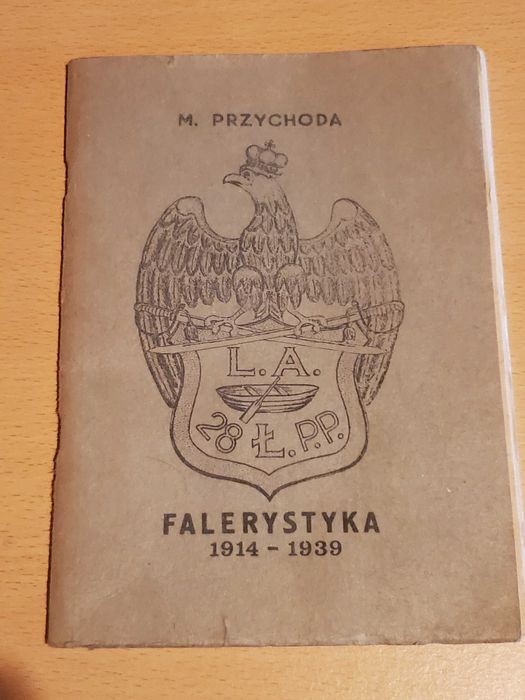 M. PRZYCHODA
L.A.
28 Ł.P.P.
FALERYSTYKA
1914 - 1939